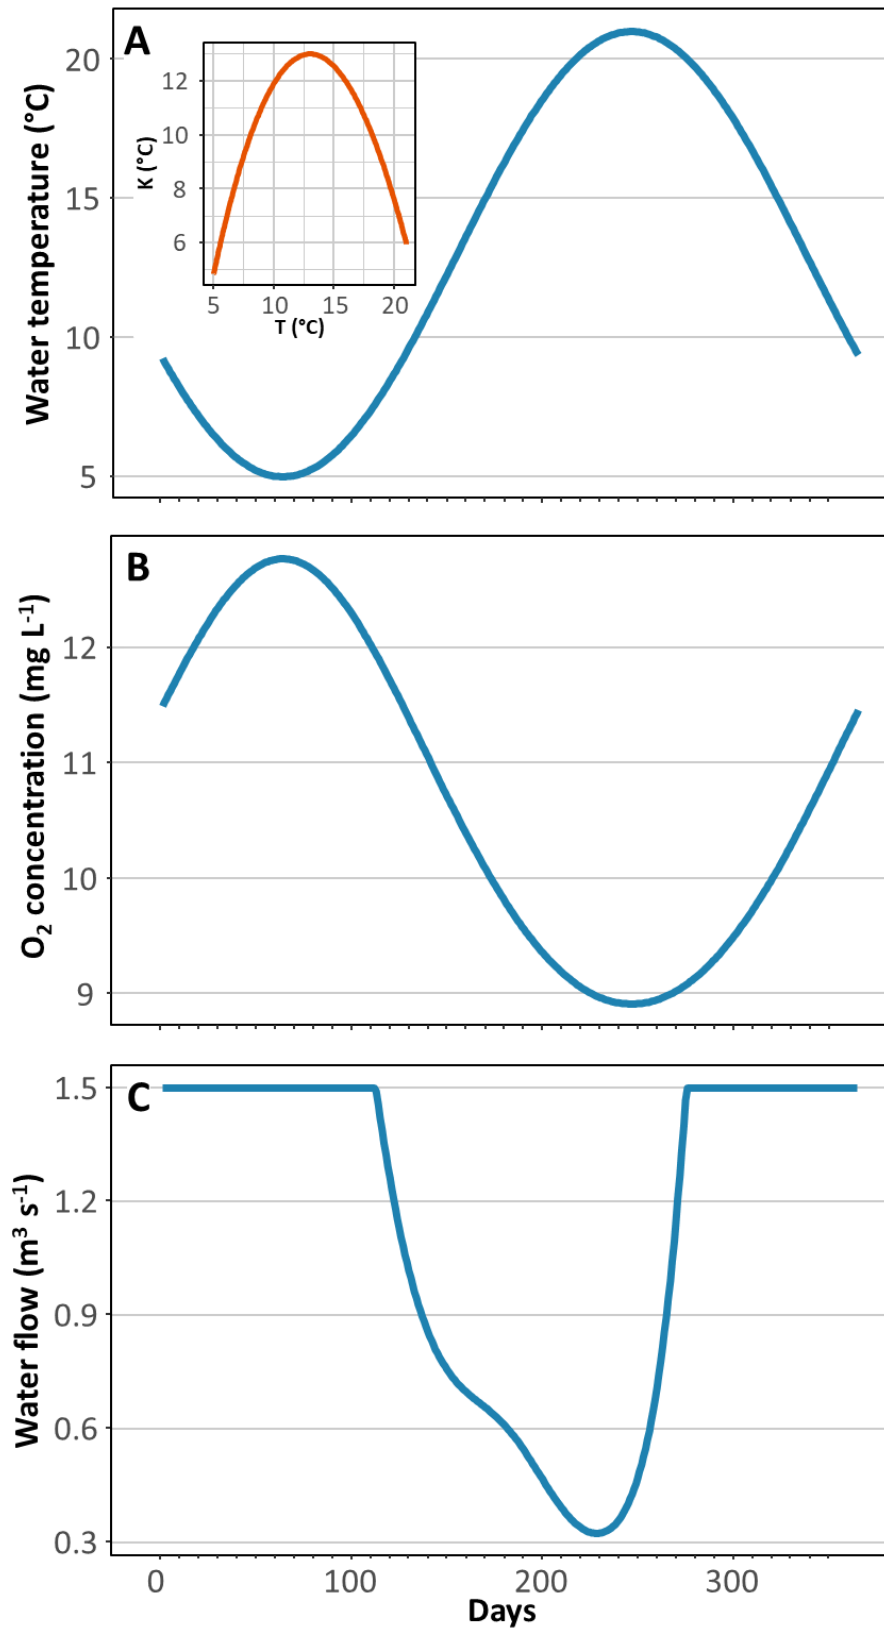 A
Water temperature (°C)
20
15
10
5
K (°C)
12
10
8
6
5 10 15 20
T (°C)
B
O₂ concentration (mg L⁻¹)
12
11
10
9
C
Water flow (m³ s⁻¹)
1.5
1.2
0.9
0.6
0.3
0 100 200 300
Days